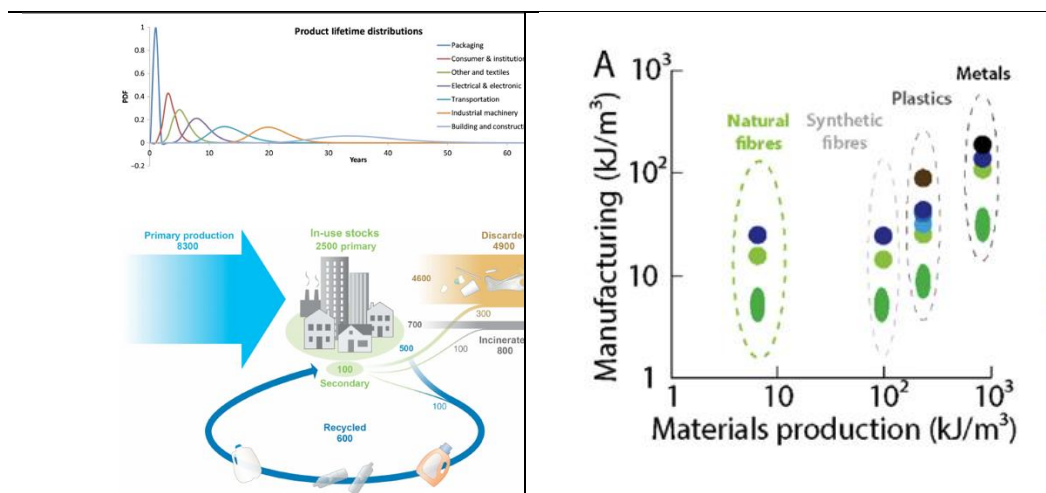 Product lifetime distributions
1
0.8
0.6
0.4
0.2
0
−0.2
PDF
0
10
20
30
40
50
60
Years
Packaging
Consumer & institution
Other and textiles
Electrical & electronic
Transportation
Industrial machinery
Building and construct
Primary production
8300
In-use stocks
2500 primary
Discarded
4900
4600
300
700
500
100
Incinerate
800
100
Secondary
100
Recycled
600
A
Manufacturing (kJ/m³)
10³
10²
10
1
1
10
10²
10³
Materials production (kJ/m³)
Natural
fibres
Synthetic
fibres
Plastics
Metals